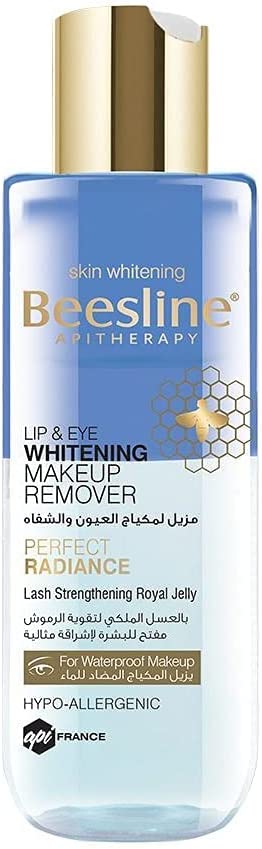 skin whitening
Beesline®
APITHERAPY
LIP & EYE
WHITENING
MAKEUP
REMOVER
مزيل لمكياج العيون والشفاه
PERFECT
RADIANCE
Lash Strengthening Royal Jelly
بالعسل الملكي لتقوية الرموش
مفتح للبشرة لإشراقة مثالية
For Waterproof Makeup
يزيل المكياج المضاد للماء
HYPO-ALLERGENIC
api FRANCE